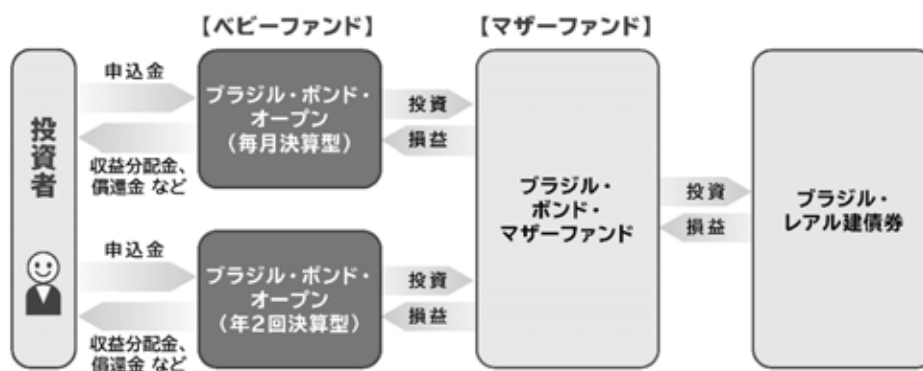 【ベビーファンド】
【マザーファンド】
投資者
申込金
収益分配金、
償還金 など
ブラジル・ボンド・
オープン
（毎月決算型）
投資
損益
申込金
収益分配金、
償還金 など
ブラジル・ボンド・
オープン
（年2回決算型）
投資
損益
ブラジル・
ボンド・
マザーファンド
投資
損益
ブラジル・
レアル建債券